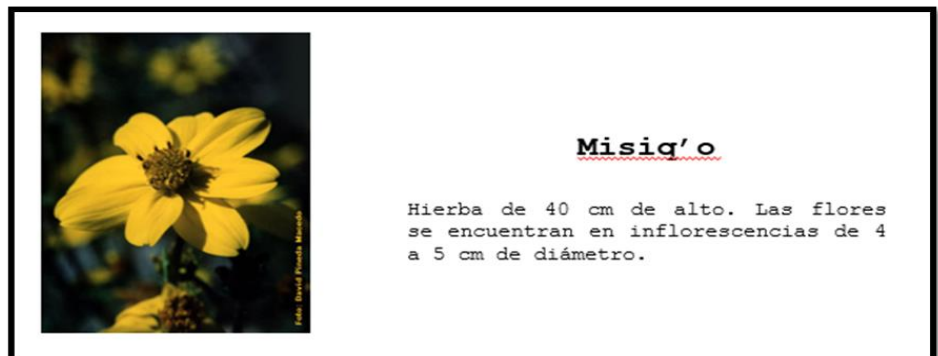 Misiq’o
Hierba de 40 cm de alto. Las flores
se encuentran en inflorescencias de 4
a 5 cm de diámetro.
Foto: David Pineda Macedo